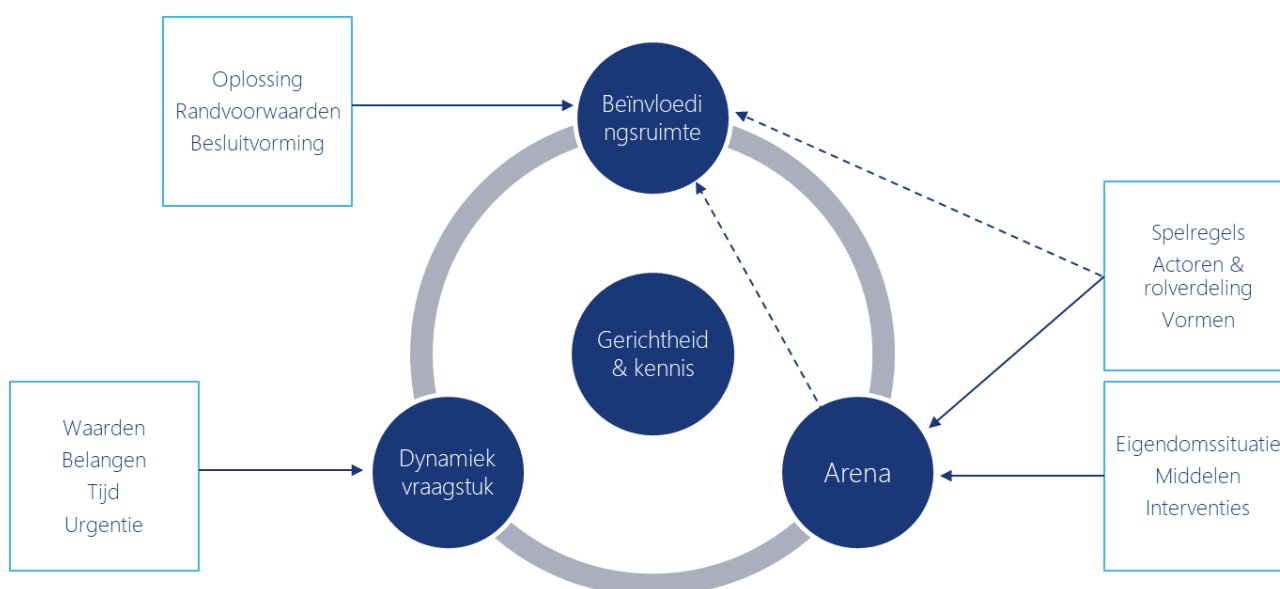 Oplossing
Randvoorwaarden
Besluitvorming
Beïnvloedi
ngsruimte
Spelregels
Actoren &
rolverdeling
Vormen
Gerichtheid
& kennis
Waarden
Belangen
Tijd
Urgentie
Dynamiek
vraagstuk
Arena
Eigendomssituatie
Middelen
Interventies